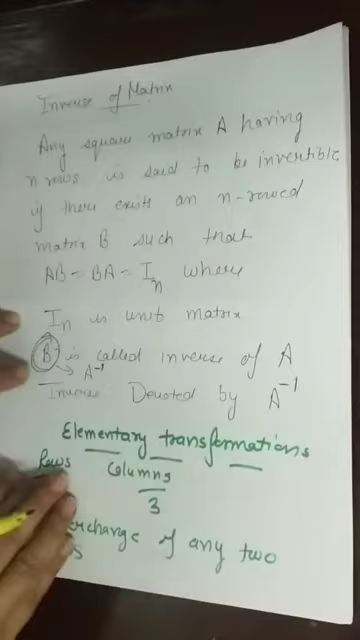 Inverse of Matrix
Any square matrix A having
n rows is said to be invertible
if there exists an n-rowed
matrix B such that
AB = BA = Iₙ where
Iₙ is unit matrix
B is called inverse of A
A⁻¹
Inverse Denoted by A⁻¹
Elementary transformations
Rows Columns
3
erchange of any two
s